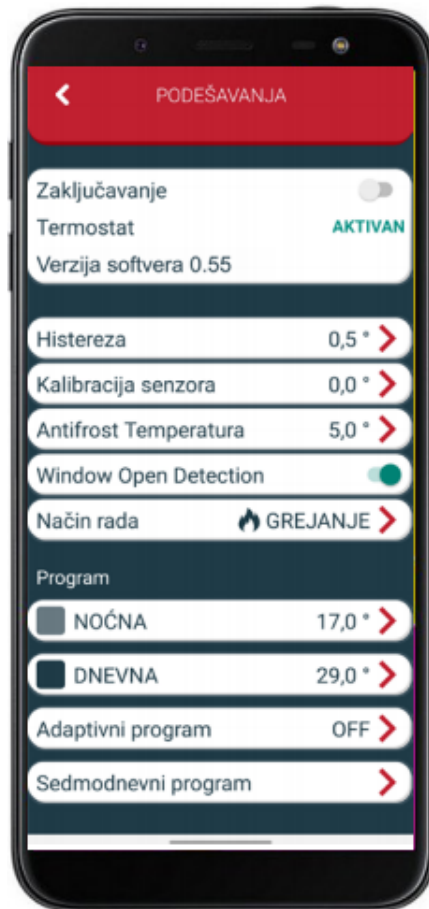 PODEŠAVANJA
Zaključavanje
Termostat AKTIVAN
Verzija softvera 0.55
Histereza 0,5 °
Kalibracija senzora 0,0 °
Antifrost Temperatura 5,0 °
Window Open Detection
Način rada GREJANJE
Program
NOĆNA 17,0 °
DNEVNA 29,0 °
Adaptivni program OFF
Sedmodnevni program